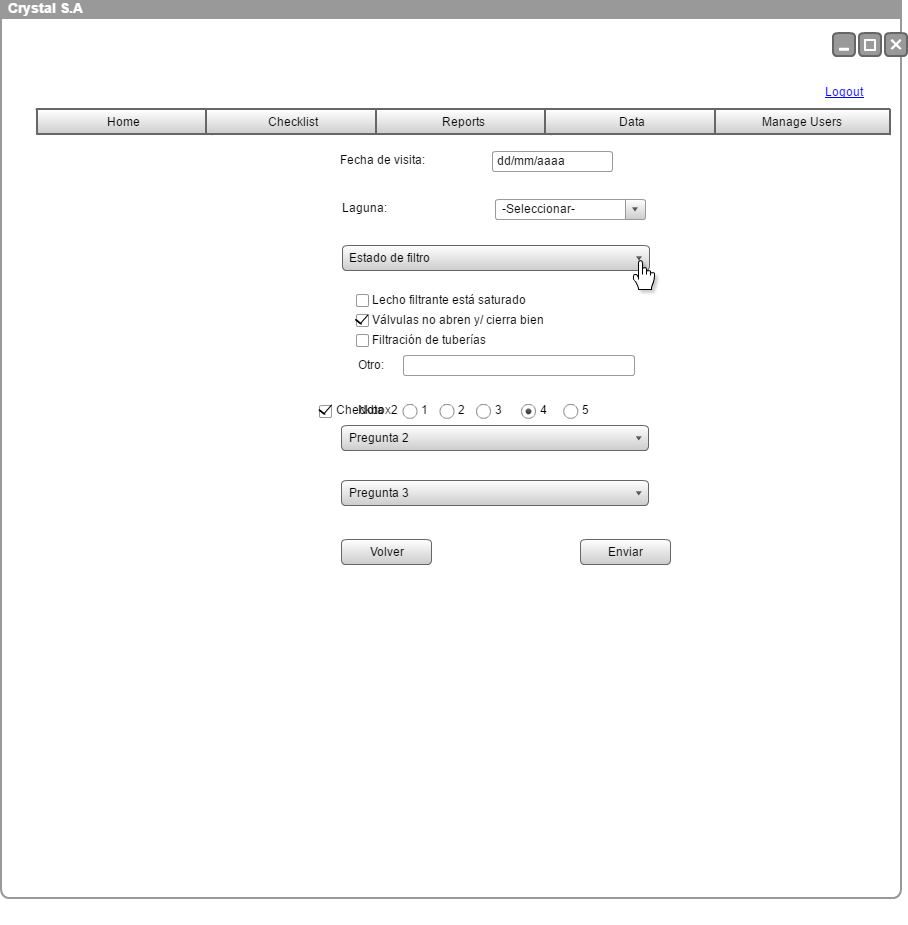 Crystal S.A
Logout
Home Checklist Reports Data Manage Users
Fecha de visita: dd/mm/aaaa
Laguna: -Seleccionar-
Estado de filtro
Lecho filtrante está saturado
Válvulas no abren y/ cierra bien
Filtración de tuberías
Otro:
Checkbox2 Nota 1 2 3 4 5
Pregunta 2
Pregunta 3
Volver Enviar